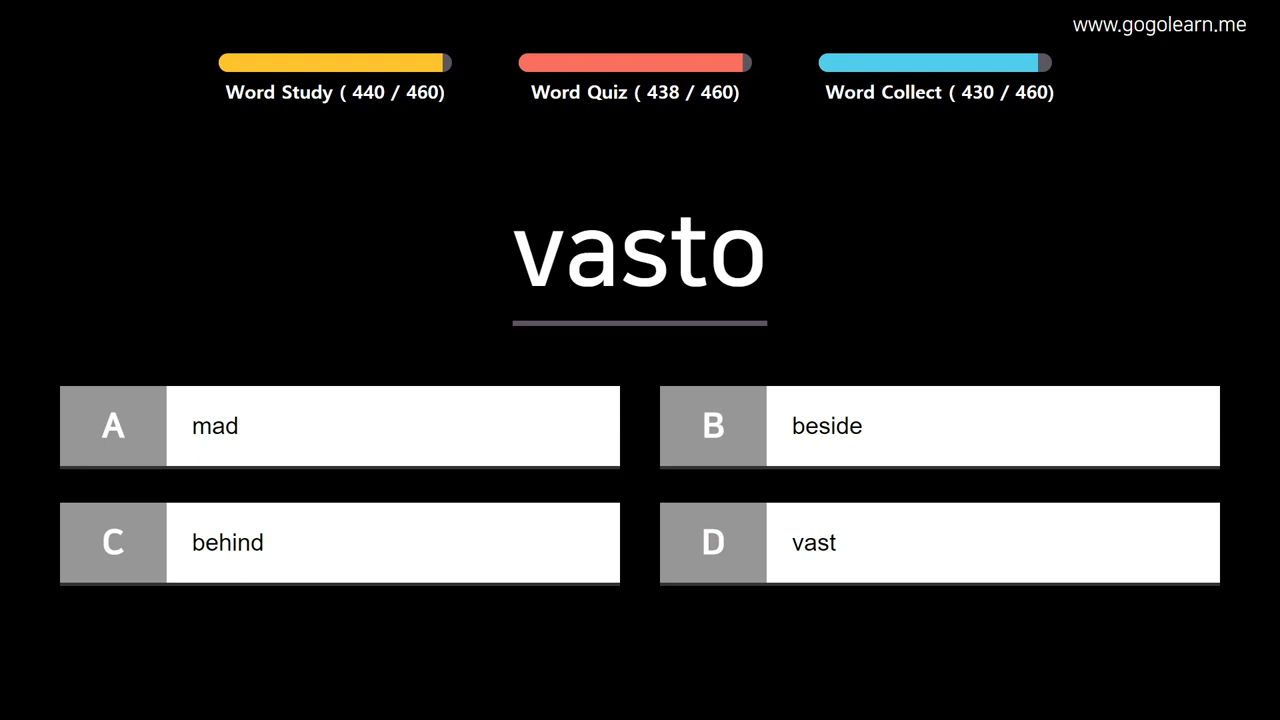 www.gogolearn.me
Word Study ( 440 / 460)
Word Quiz ( 438 / 460)
Word Collect ( 430 / 460)
vasto
A mad
B beside
C behind
D vast